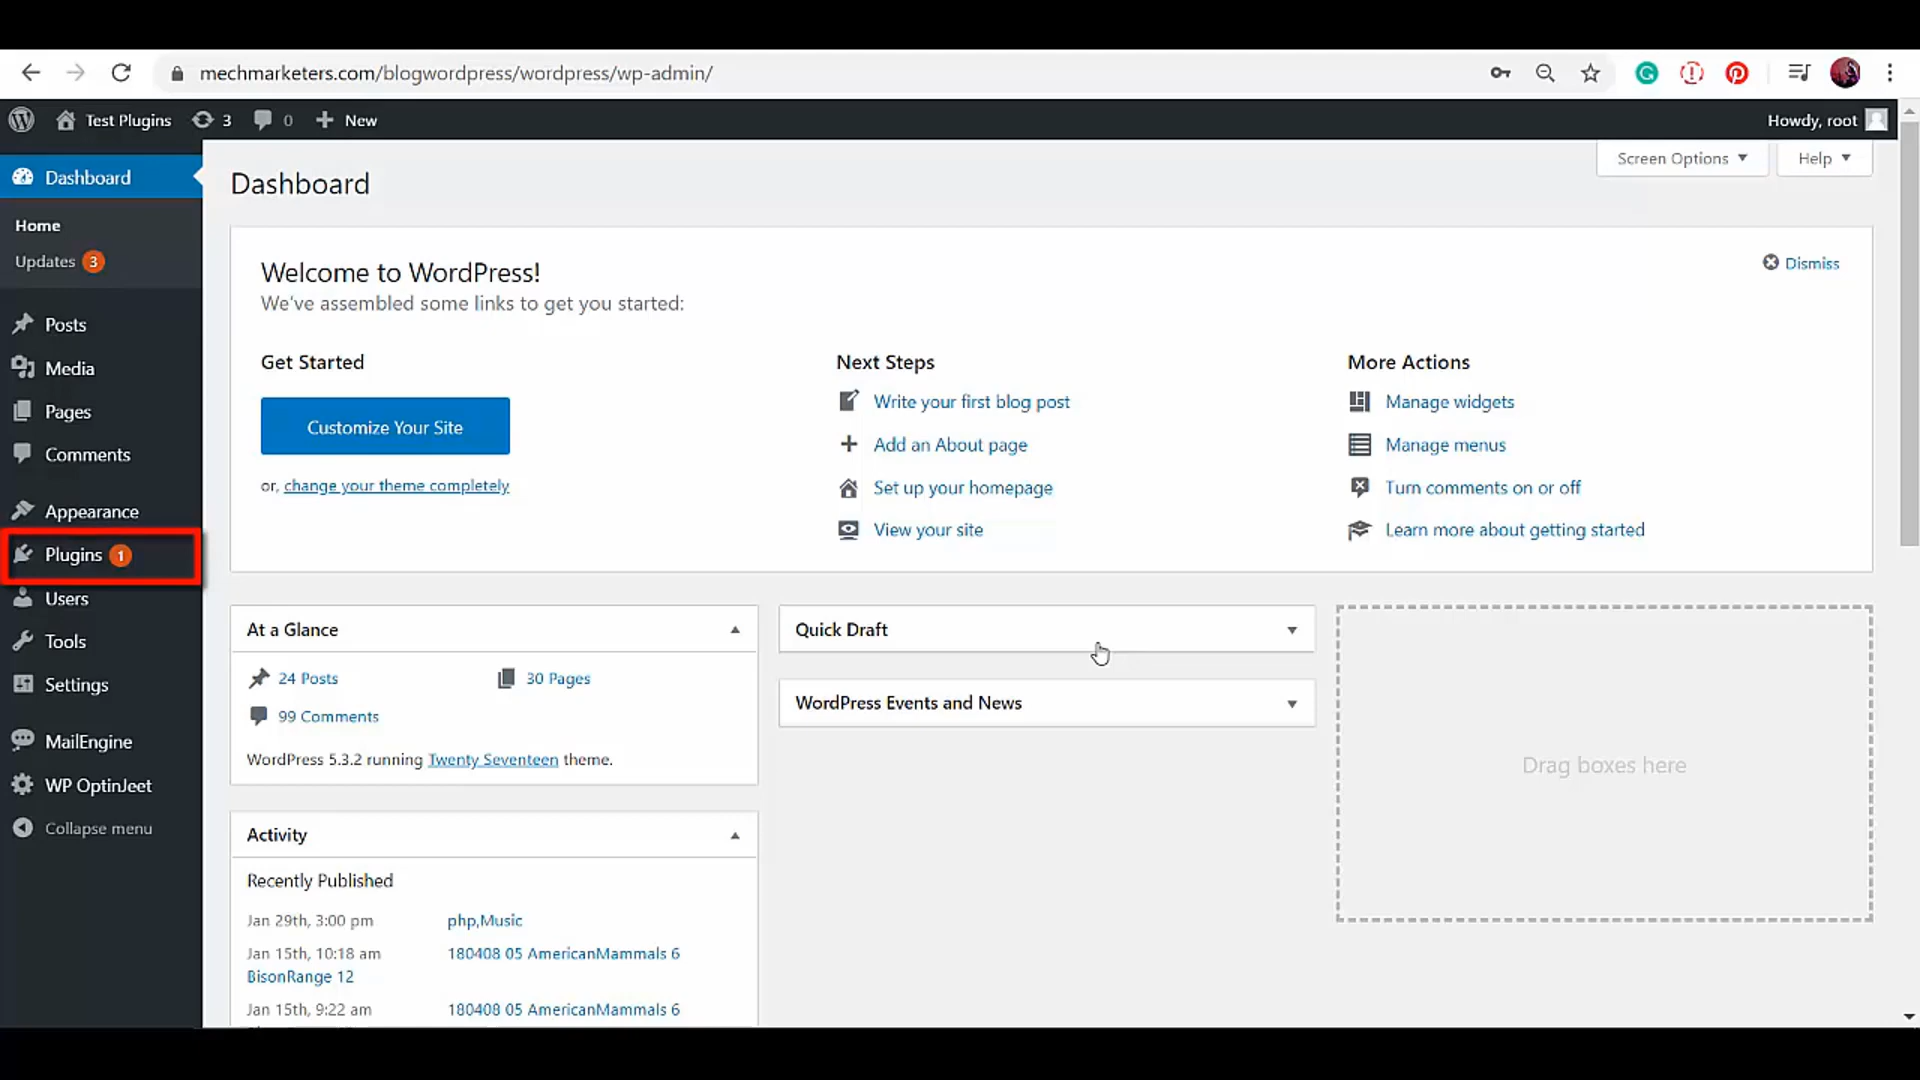 mechmarketers.com/blogwordpress/wordpress/wp-admin/
Test Plugins 3 0 New
Howdy, root
Screen Options Help
Dashboard
Home
Updates 3
Posts
Media
Pages
Comments
Appearance
Plugins 1
Users
Tools
Settings
MailEngine
WP OptinJeet
Collapse menu
Dashboard
Welcome to WordPress!
Dismiss
We've assembled some links to get you started:
Get Started
Customize Your Site
or, change your theme completely
Next Steps
Write your first blog post
Add an About page
Set up your homepage
View your site
More Actions
Manage widgets
Manage menus
Turn comments on or off
Learn more about getting started
At a Glance
24 Posts 30 Pages
99 Comments
WordPress 5.3.2 running Twenty Seventeen theme.
Activity
Recently Published
Jan 29th, 3:00 pm php,Music
Jan 15th, 10:18 am 180408 05 AmericanMammals 6
BisonRange 12
Jan 15th, 9:22 am 180408 05 AmericanMammals 6
Quick Draft
WordPress Events and News
Drag boxes here